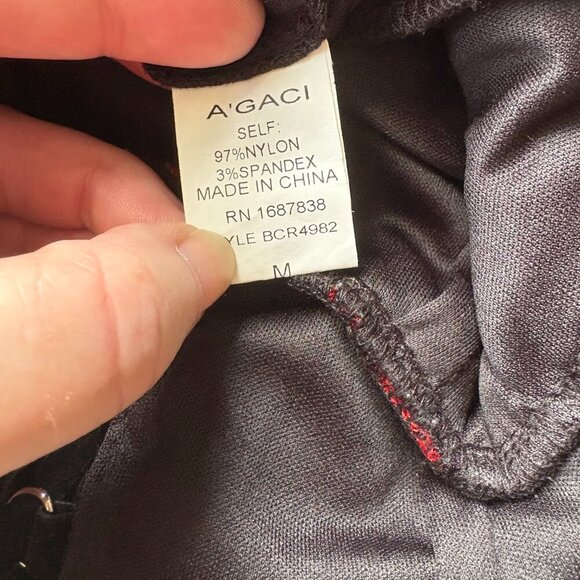 A'GACI
SELF:
97%NYLON
3%SPANDEX
MADE IN CHINA
RN 1687838
YLE BCR4982
M